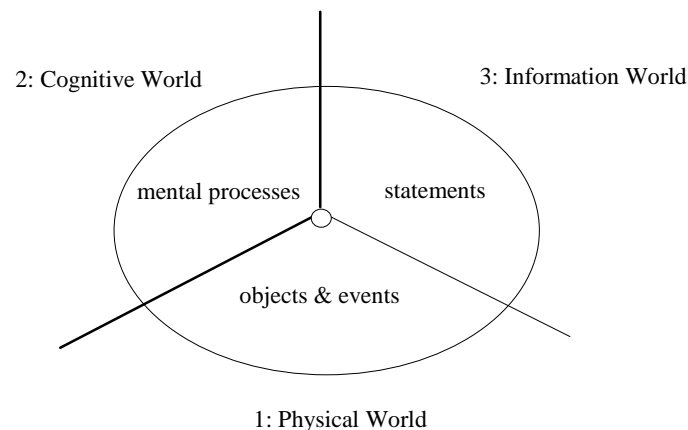 2: Cognitive World
3: Information World
mental processes
statements
objects & events
1: Physical World